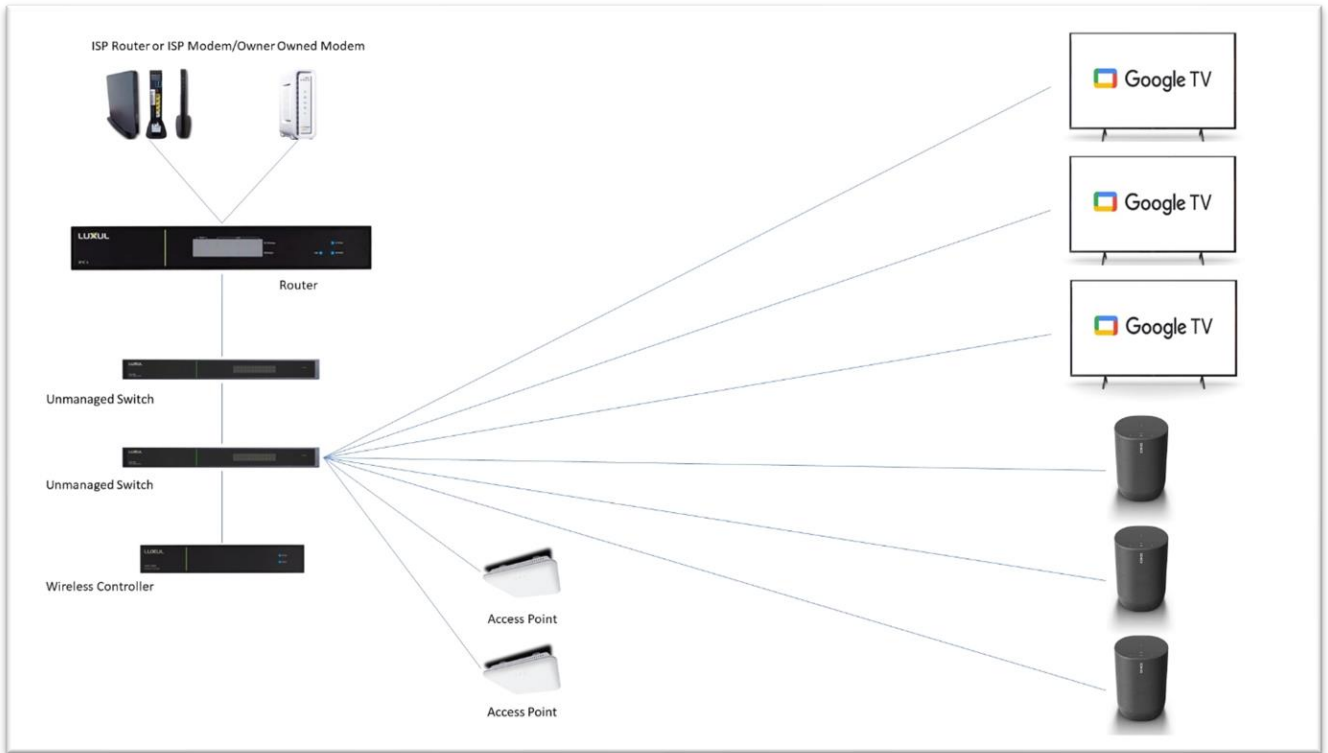 ISP Router or ISP Modem/Owner Owned Modem
Google TV
LUXUL
Router
Google TV
Google TV
Unmanaged Switch
Unmanaged Switch
LUXUL
Wireless Controller
Access Point
Access Point